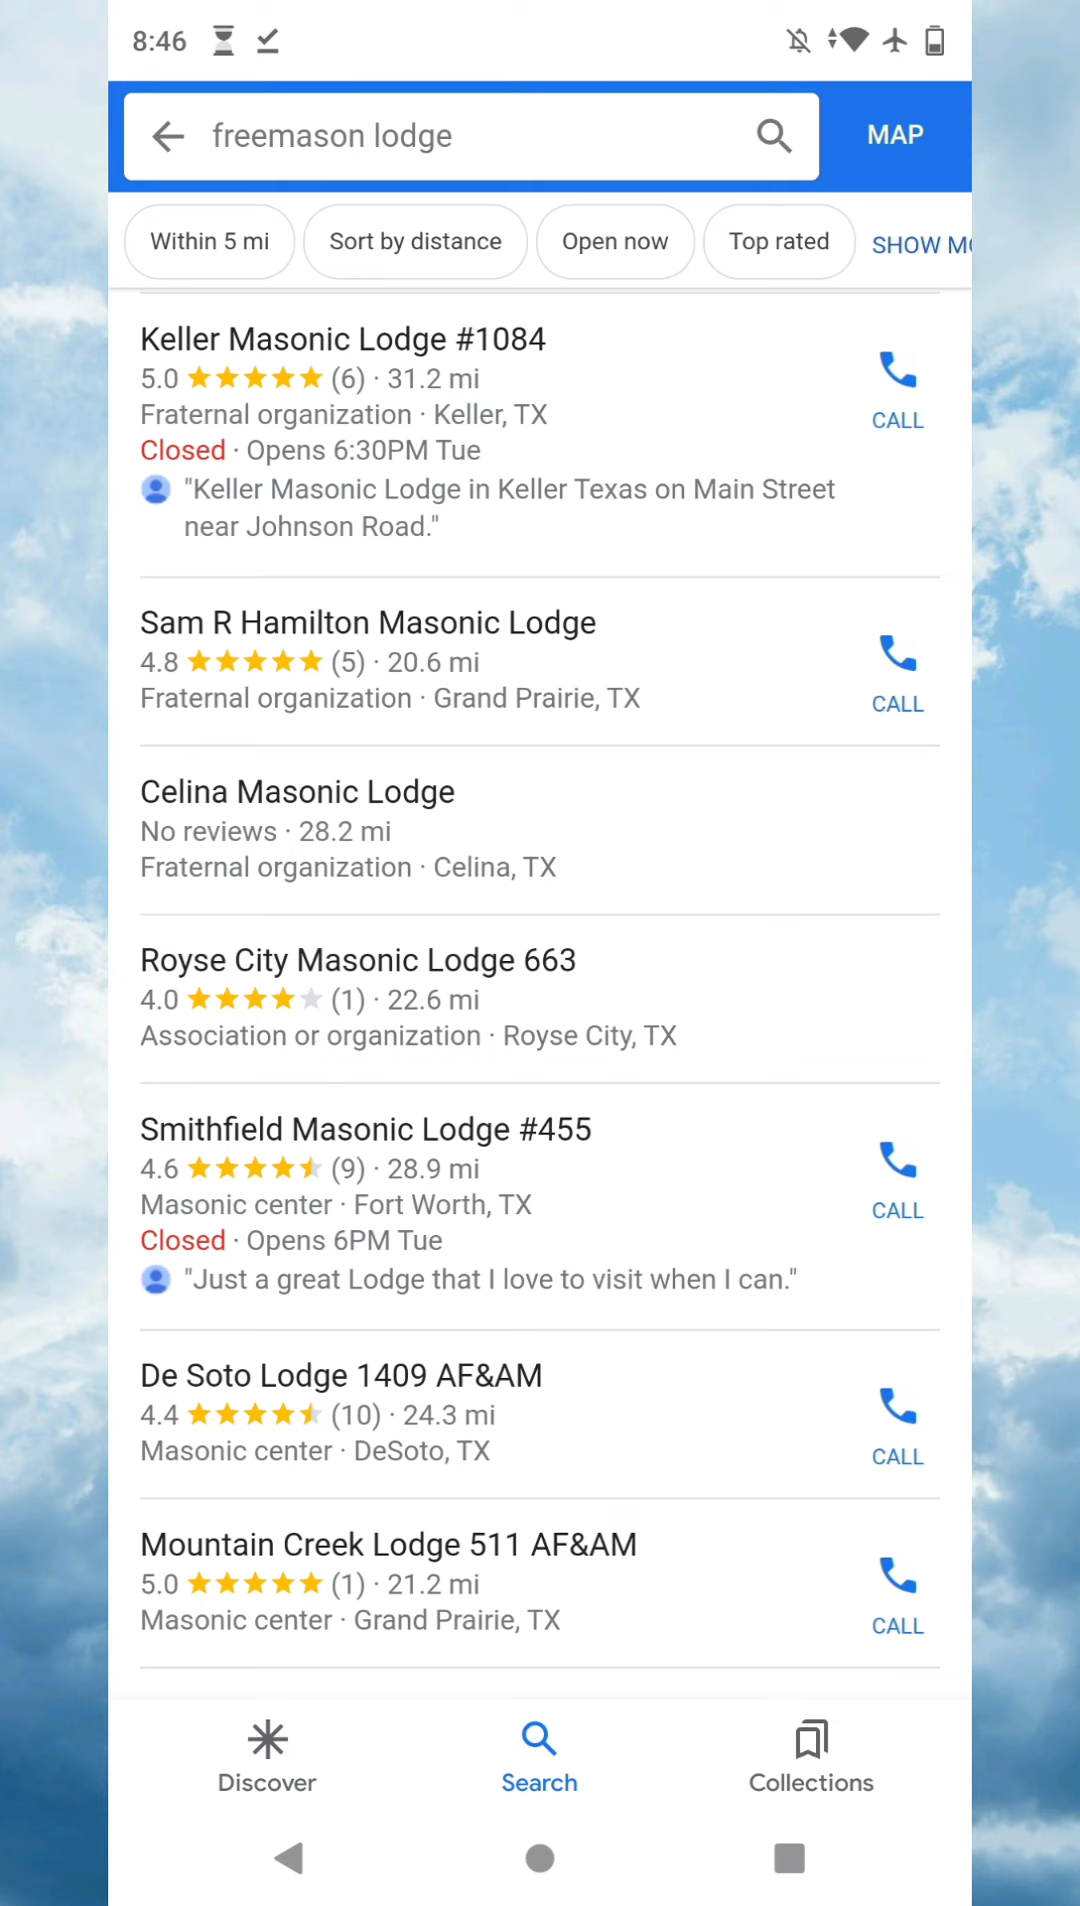 8:46
freemason lodge
MAP
Within 5 mi
Sort by distance
Open now
Top rated
SHOW MO
Keller Masonic Lodge #1084
5.0 (6) · 31.2 mi
Fraternal organization · Keller, TX
Closed · Opens 6:30PM Tue
CALL
"Keller Masonic Lodge in Keller Texas on Main Street
near Johnson Road."
Sam R Hamilton Masonic Lodge
4.8 (5) · 20.6 mi
Fraternal organization · Grand Prairie, TX
CALL
Celina Masonic Lodge
No reviews · 28.2 mi
Fraternal organization · Celina, TX
Royse City Masonic Lodge 663
4.0 (1) · 22.6 mi
Association or organization · Royse City, TX
Smithfield Masonic Lodge #455
4.6 (9) · 28.9 mi
Masonic center · Fort Worth, TX
CALL
Closed · Opens 6PM Tue
"Just a great Lodge that I love to visit when I can."
De Soto Lodge 1409 AF&AM
4.4 (10) · 24.3 mi
Masonic center · DeSoto, TX
CALL
Mountain Creek Lodge 511 AF&AM
5.0 (1) · 21.2 mi
Masonic center · Grand Prairie, TX
CALL
Discover
Search
Collections